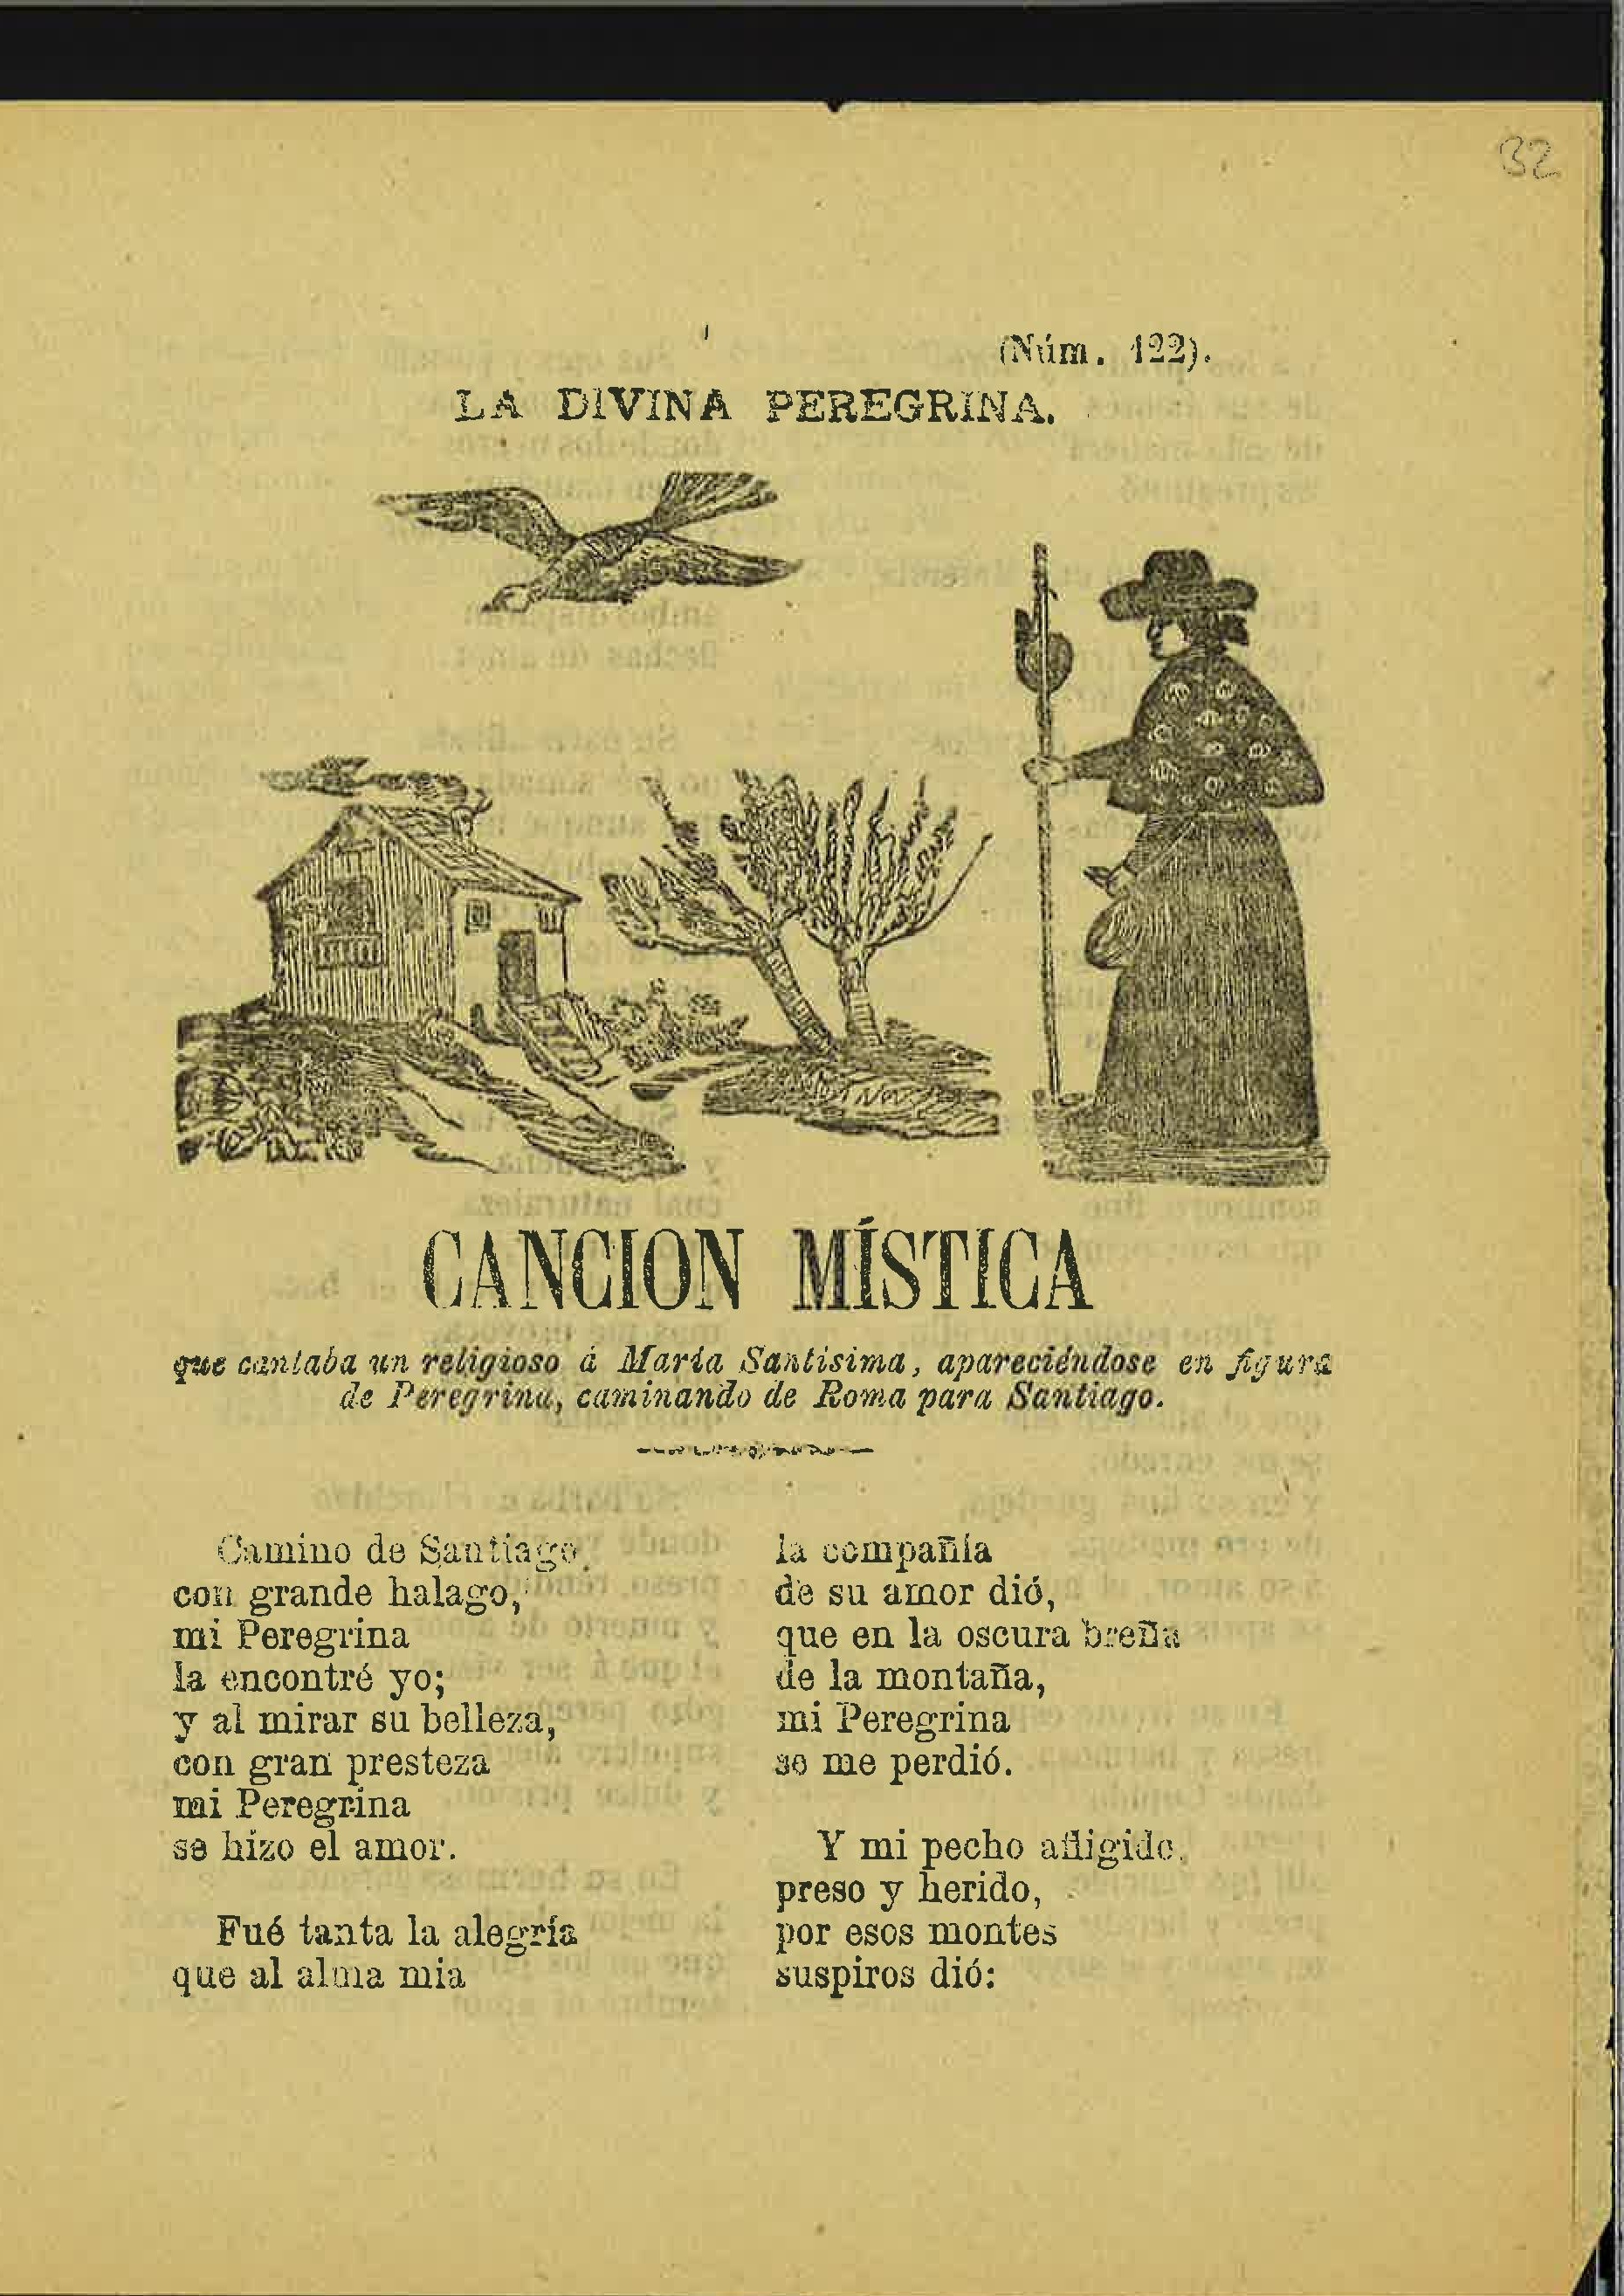 32
(Núm. 122).
LA DIVINA PEREGRINA.
CANCION MÍSTICA
que cantaba un religioso á María Santísima, apareciéndose en figura
de Peregrina, caminando de Roma para Santiago.
Camino de Santiago,
con grande halago,
mi Peregrina
la encontré yo;
y al mirar su belleza,
con gran presteza
mi Peregrina
se hizo el amor.
Fué tanta la alegría
que al alma mia
la compañía
de su amor dió,
que en la oscura breña
de la montaña,
mi Peregrina
se me perdió.
Y mi pecho afligido,
preso y herido,
por esos montes
suspiros dió: